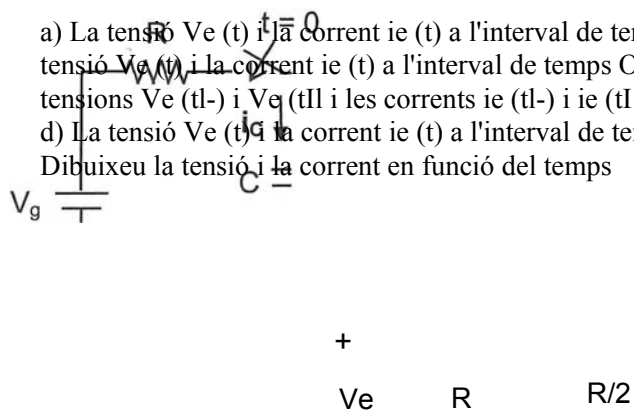 a) La tensió Ve (t) i la corrent ie (t) a l'interval de
R t = 0
tensió Ve (t) i la corrent ie (t) a l'interval de temps
tensions Ve (tl-) i Ve (tIl i les corrents ie (tl-) i ie (tI
d) La tensió Ve (t) i la corrent ie (t) a l'interval de
ic
Dibuixeu la tensió i la corrent en funció del temps
C
Vg
+
Ve R R/2